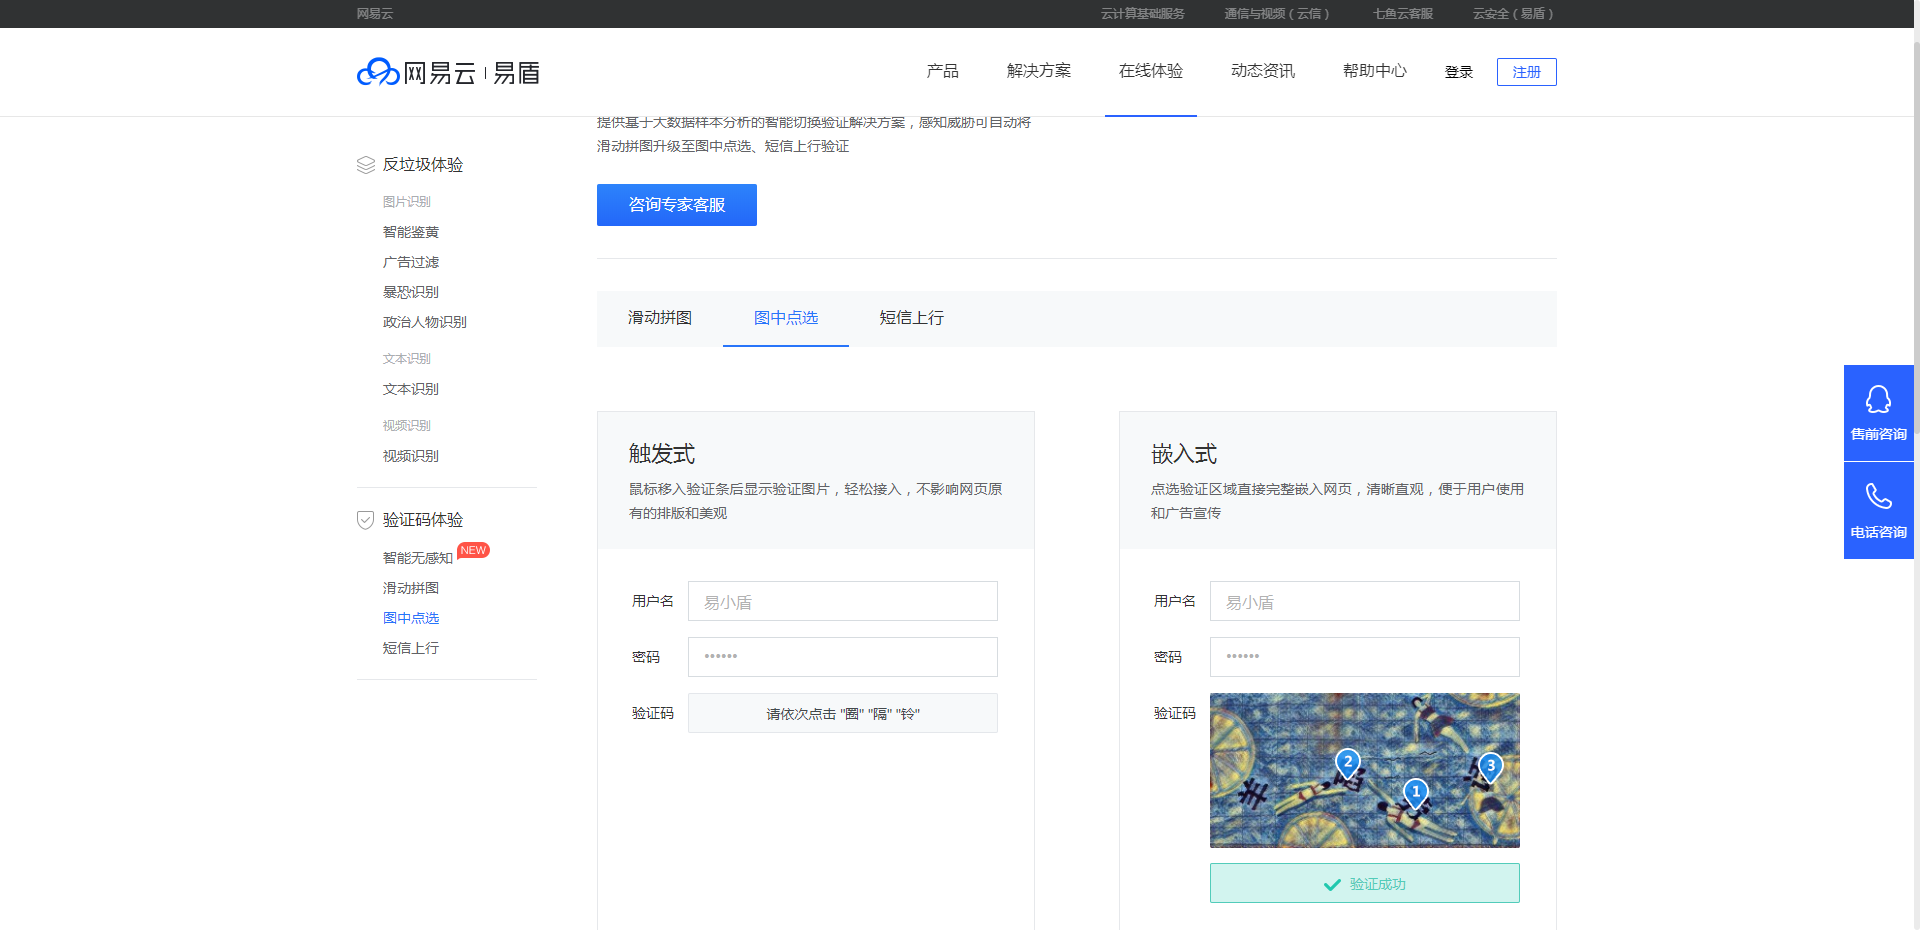 网易云
云计算基础服务
通信与视频（云信）
七鱼云客服
云安全（易盾）
网易云 | 易盾
产品
解决方案
在线体验
动态资讯
帮助中心
登录
注册
提供基于大数据样本分析的智能切换验证解决方案，感知威胁可自动将
滑动拼图升级至图中点选、短信上行验证
咨询专家客服
反垃圾体验
图片识别
智能鉴黄
广告过滤
暴恐识别
政治人物识别
文本识别
文本识别
视频识别
视频识别
验证码体验
智能无感知 NEW
滑动拼图
图中点选
短信上行
滑动拼图
图中点选
短信上行
触发式
鼠标移入验证条后显示验证图片，轻松接入，不影响网页原
有的排版和美观
用户名
易小盾
密码
••••••
验证码
请依次点击 "圈" "隔" "铃"
嵌入式
点选验证区域直接完整嵌入网页，清晰直观，便于用户使用
和广告宣传
用户名
易小盾
密码
••••••
验证码
2
3
1
验证成功
售前咨询
电话咨询